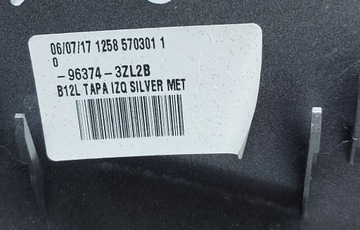 06/07/17 1258 570301 1
0
-96374-3ZL2B
B12L TAPA IZQ SILVER MET